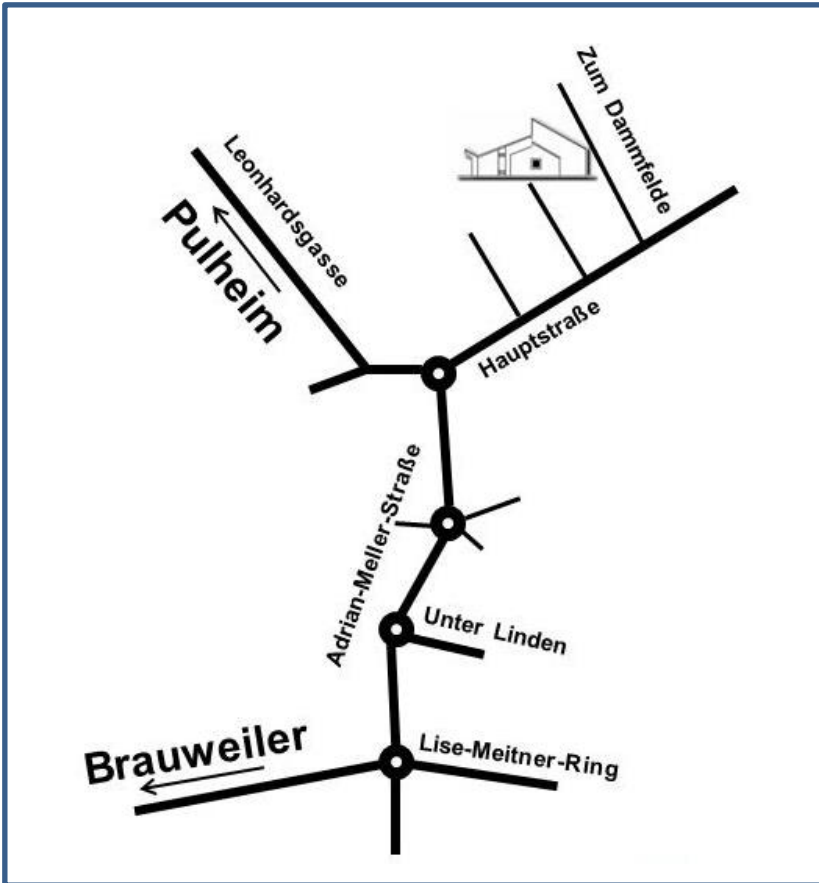 Zum Dammfelde
Leonhardsgasse
Pulheim
Hauptstraße
Adrian-Meller-Straße
Unter Linden
Brauweiler
Lise-Meitner-Ring